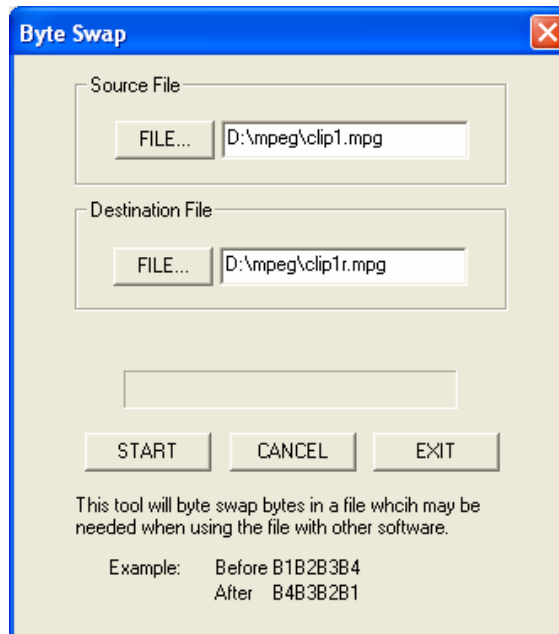 Byte Swap
Source File
FILE...
D:\mpeg\clip1.mpg
Destination File
FILE...
D:\mpeg\clip1r.mpg
START
CANCEL
EXIT
This tool will byte swap bytes in a file whcih may be
needed when using the file with other software.
Example: Before B1B2B3B4
After B4B3B2B1